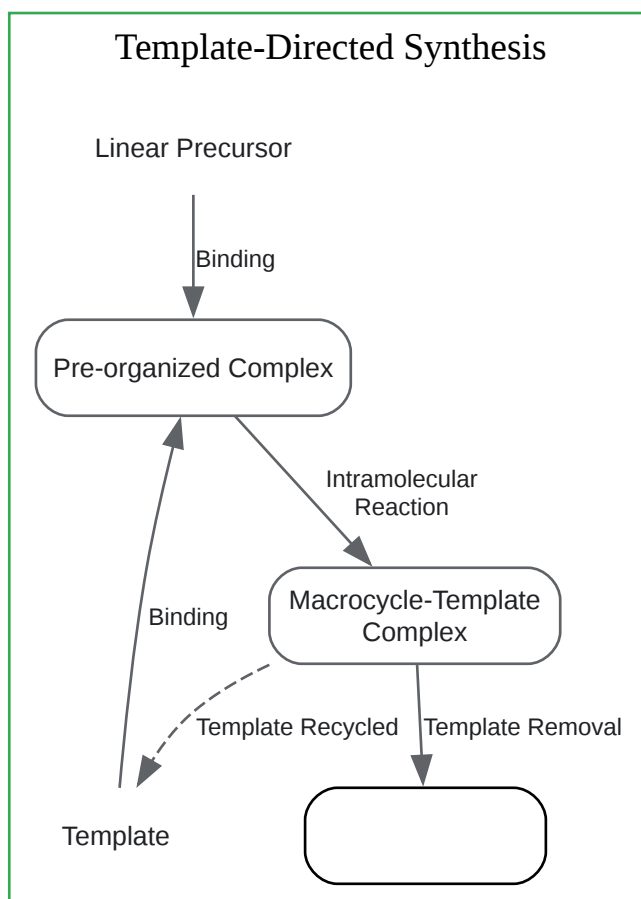 Template-Directed Synthesis
Linear Precursor
Binding
Pre-organized Complex
Intramolecular
Reaction
Macrocycle-Template
Complex
Binding
Template Recycled
Template Removal
Template